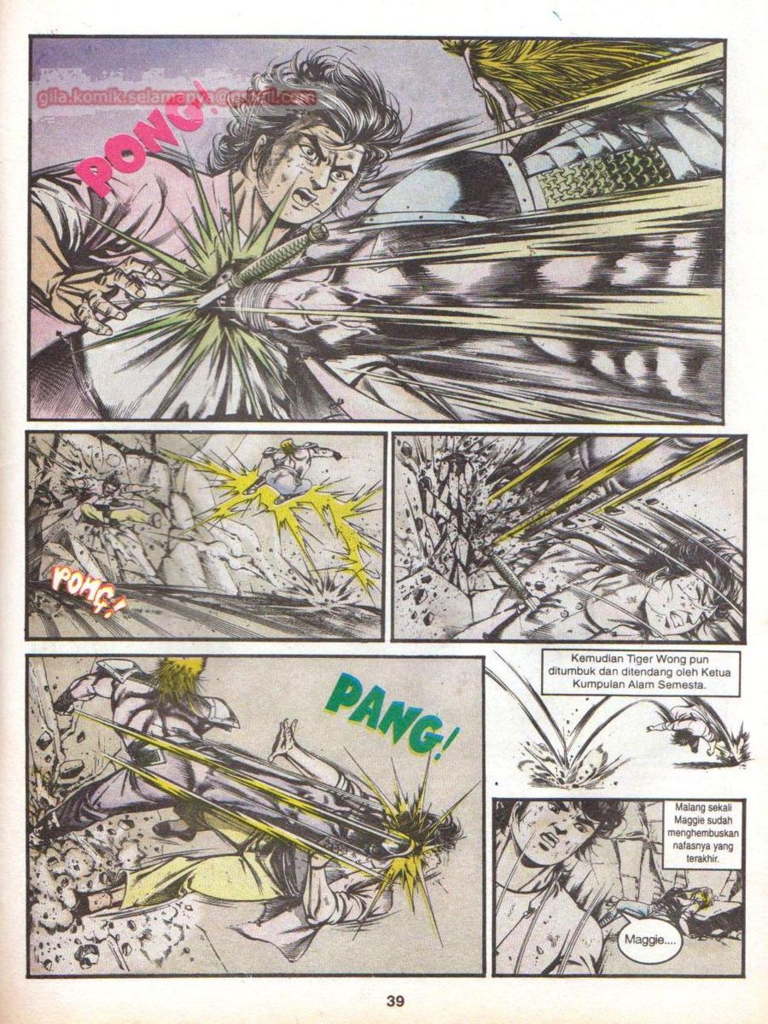 gila.komik.selamanya@gmail.com
PONG!
PONG!
PANG!
Kemudian Tiger Wong pun
ditumbuk dan ditendang oleh Ketua
Kumpulan Alam Semesta.
Malang sekali
Maggie sudah
menghembuskan
nafasnya yang
terakhir.
Maggie....
39